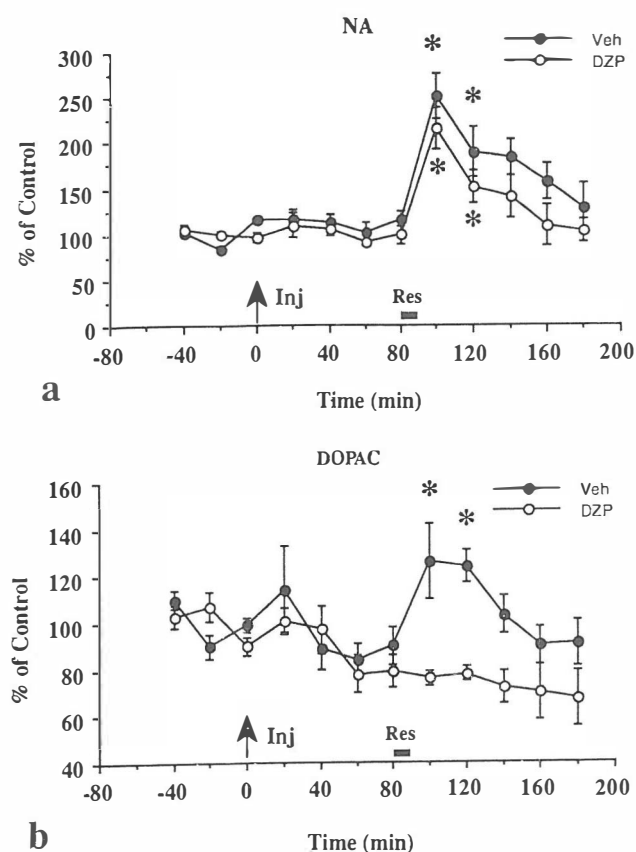 NA
Veh
DZP
*
*
*
*
300
250
200
150
100
50
0
% of Control
Inj
Res
-80
-40
0
40
80
120
160
200
Time (min)
a
DOPAC
Veh
DZP
*
*
160
140
120
100
80
60
40
% of Control
Inj
Res
-80
-40
0
40
80
120
160
200
Time (min)
b